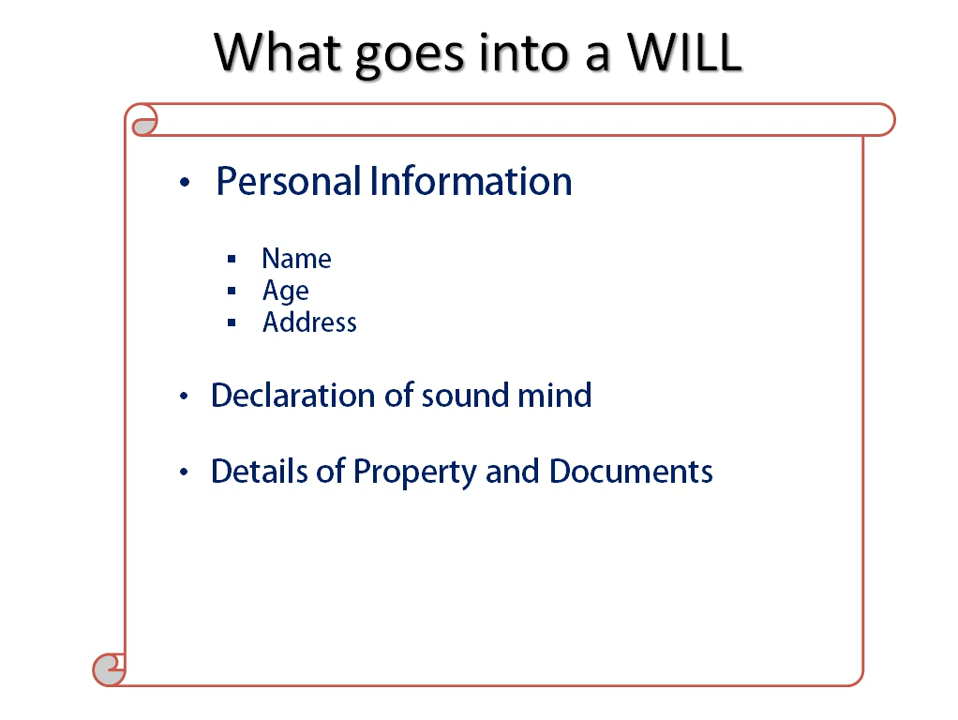 What goes into a WILL
• Personal Information
▪ Name
▪ Age
▪ Address
• Declaration of sound mind
• Details of Property and Documents